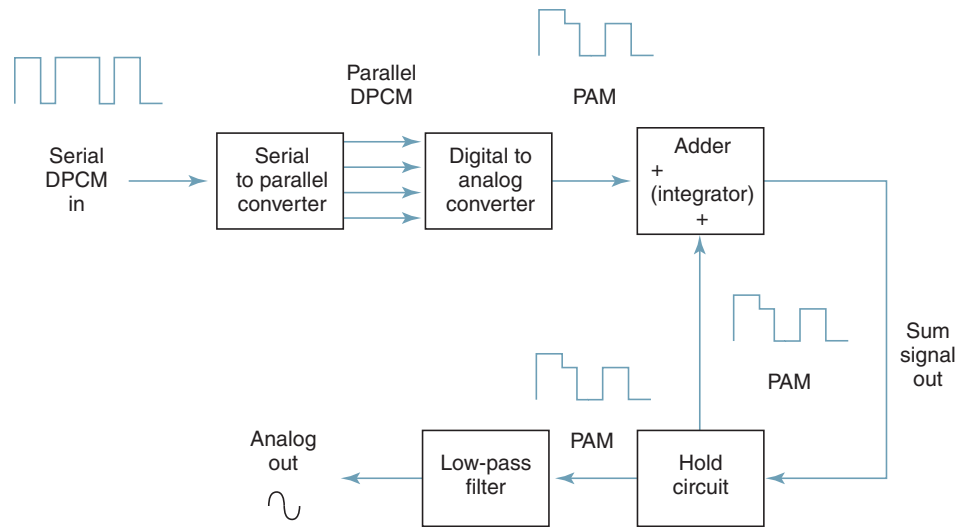 Parallel
DPCM
PAM
Serial
DPCM
in
Serial
to parallel
converter
Digital to
analog
converter
Adder
+
(integrator)
+
Sum
signal
out
PAM
PAM
Hold
circuit
Low-pass
filter
Analog
out